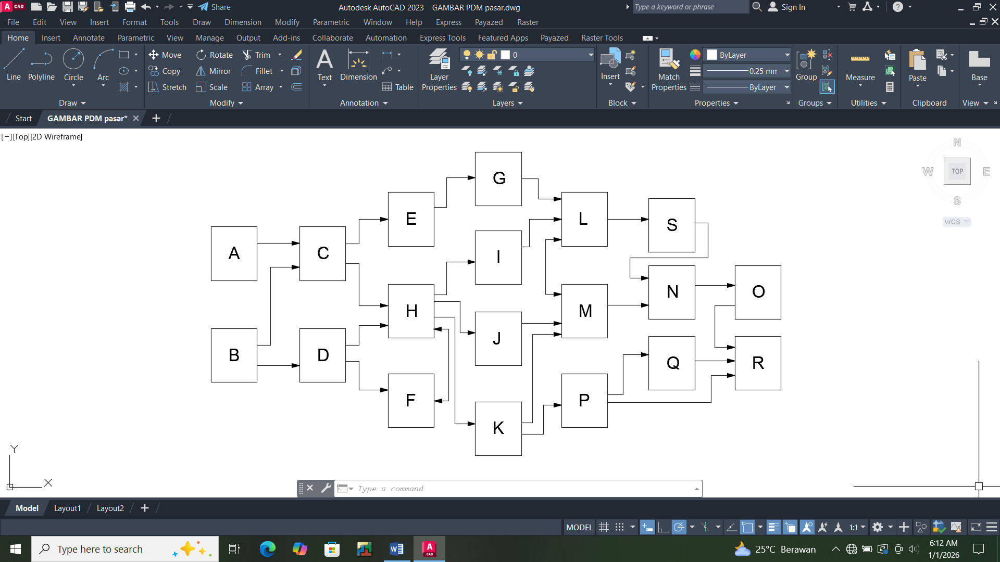 A CAD
Share
Autodesk AutoCAD 2023 GAMBAR PDM pasar.dwg
Type a keyword or phrase
Sign In
File Edit View Insert Format Tools Draw Dimension Modify Parametric Window Help Express Payazed Raster
Home Insert Annotate Parametric View Manage Output Add-ins Collaborate Automation Express Tools Featured Apps Payazed Raster Tools
Line Polyline Circle Arc
Move Rotate Trim
Copy Mirror Fillet
Stretch Scale Array
Text Dimension
Table
Layer Properties
0
Insert
Match Properties
ByLayer
0.25 mm
ByLayer
Group
Measure
Paste
Base
Draw Modify Annotation Layers Block Properties Groups Utilities Clipboard View
Start GAMBAR PDM pasar*
[−][Top][2D Wireframe]
N
W TOP E
S
WCS
G
E L S
A C I
N O
H M
J
B D Q R
F P
K
Y
X
Type a command
Model Layout1 Layout2
MODEL
1:1
Type here to search
A CAD
25°C Berawan
6:12 AM
1/1/2026